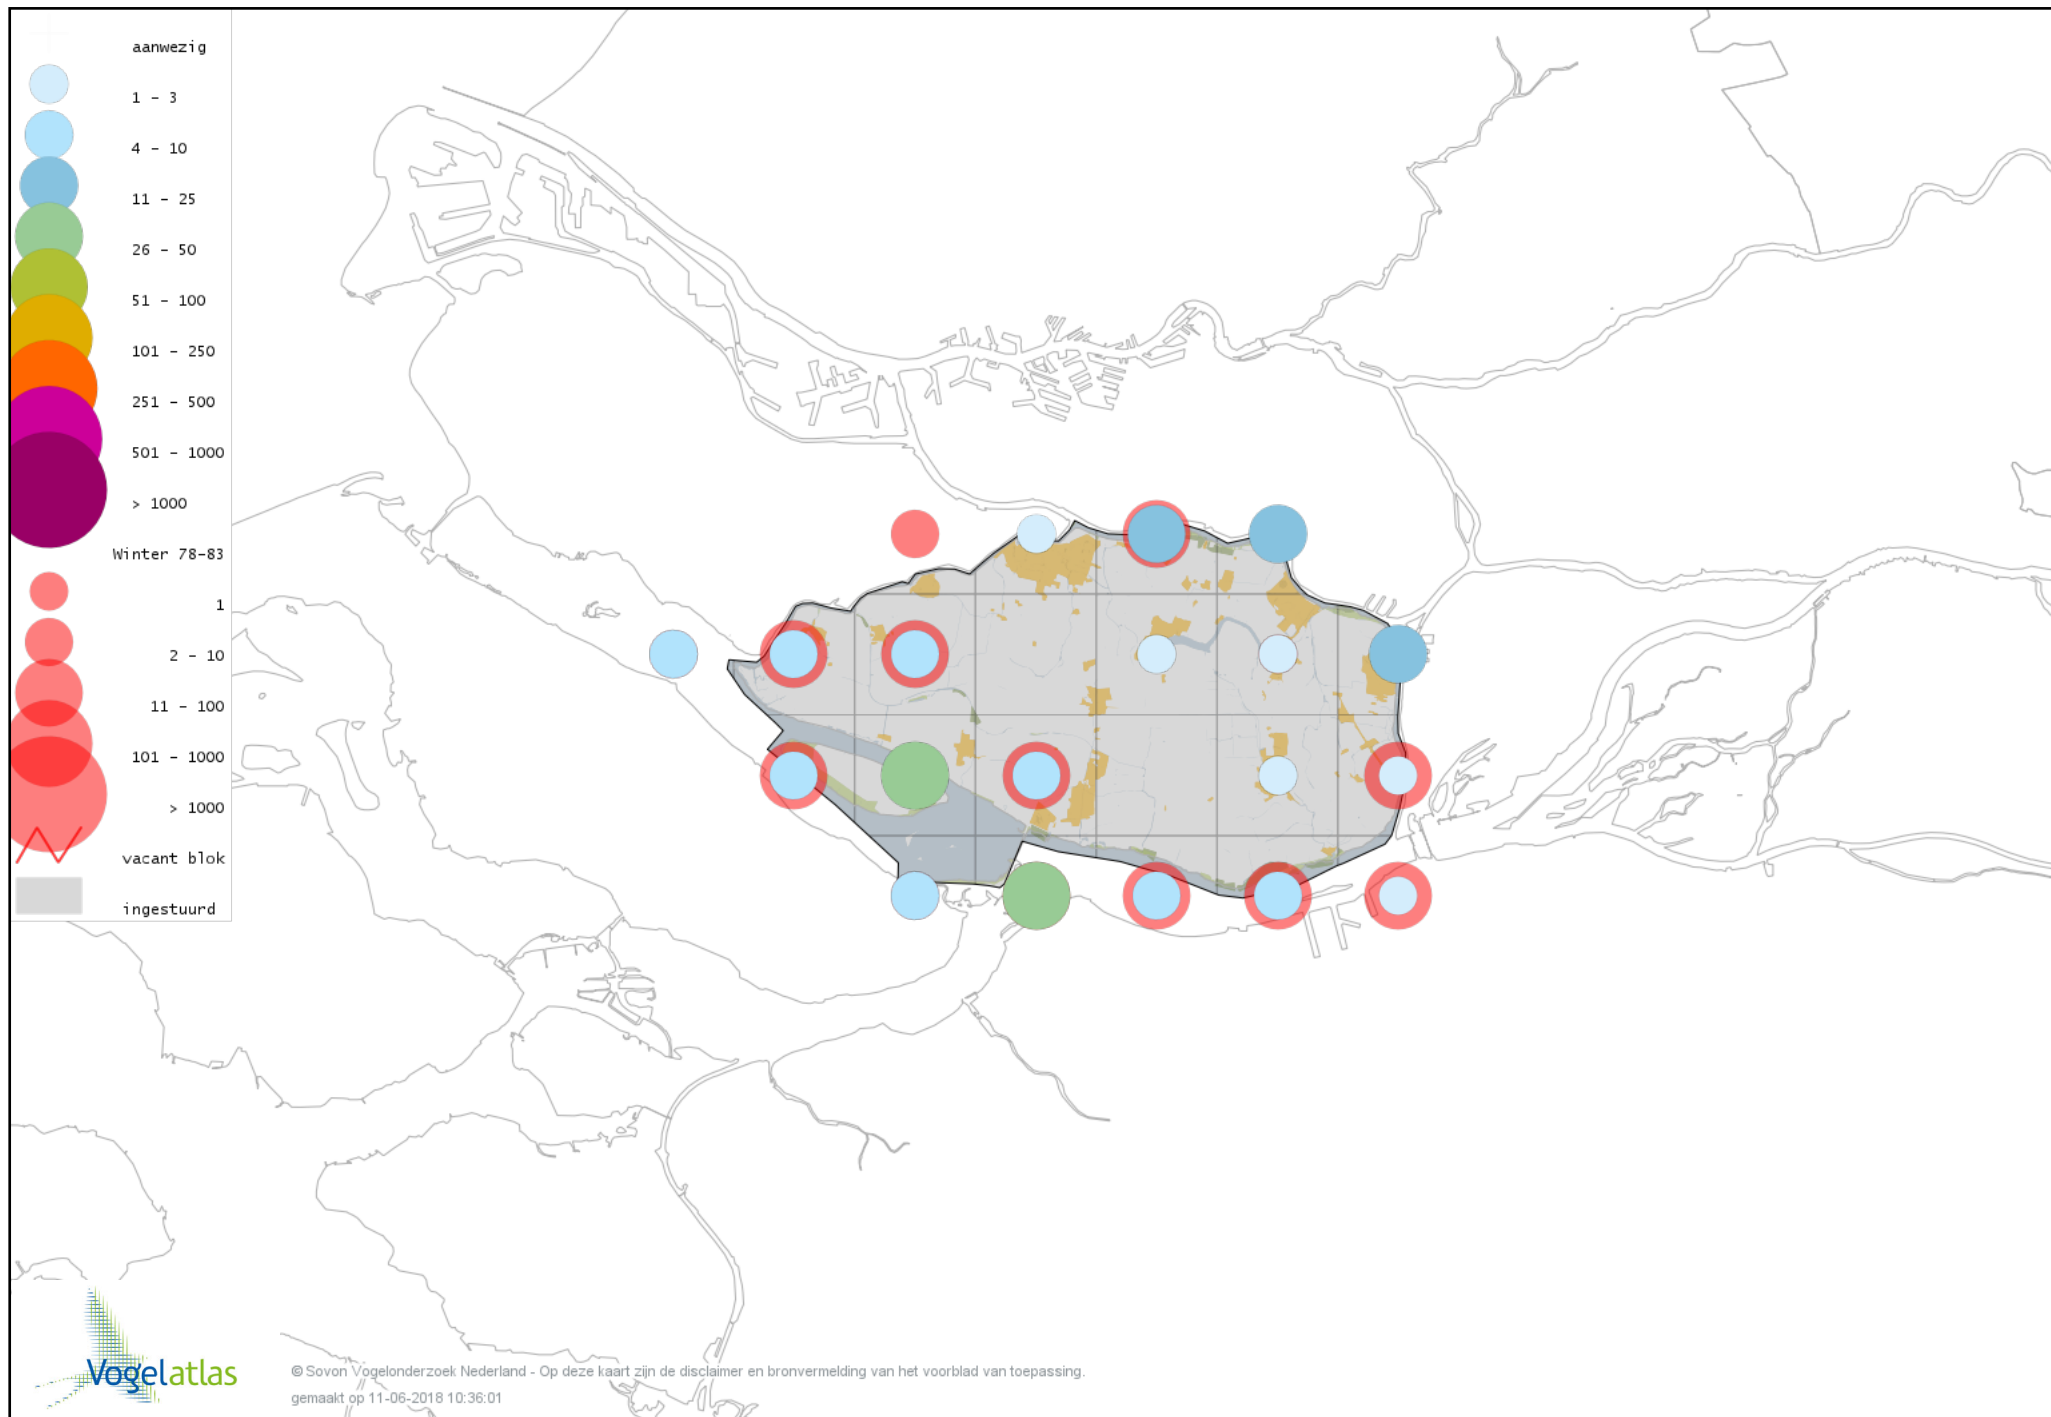 aanwezig
1 - 3
4 - 10
11 - 25
26 - 50
51 - 100
101 - 250
251 - 500
501 - 1000
> 1000
Winter 78-83
1
2 - 10
11 - 100
101 - 1000
> 1000
vacant blok
ingestuurd
Vogelatlas
© Sovon Vogelonderzoek Nederland - Op deze kaart zijn de disclaimer en bronvermelding van het voorblad van toepassing.
gemaakt op 11-06-2018 10:36:01